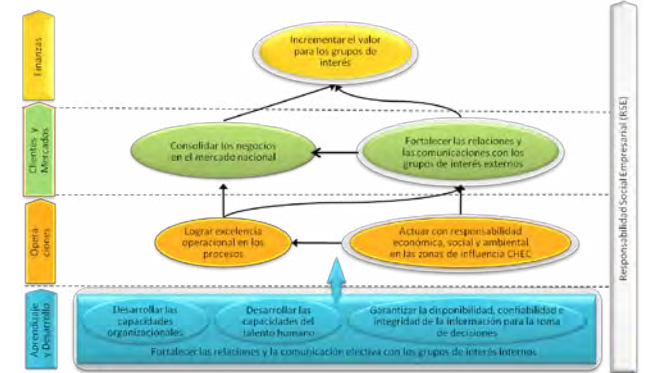 Finanzas
Incrementar el valor
para los grupos de
interés
Clientes y
Mercados
Consolidar los negocios
en el mercado nacional
Fortalecer las relaciones y
las comunicaciones con los
grupos de interés externos
Opera-
ciones
Lograr excelencia
operacional en los
procesos
Actuar con responsabilidad
económica, social y ambiental
en las zonas de influencia CHEC
Aprendizaje
y Desarrollo
Desarrollar las
capacidades
organizacionales
Desarrollar las
capacidades del
talento humano
Garantizar la disponibilidad, confiabilidad e
integridad de la información para la toma
de decisiones
Fortalecer las relaciones y la comunicación efectiva con los grupos de interés internos
Responsabilidad Social Empresarial (RSE)